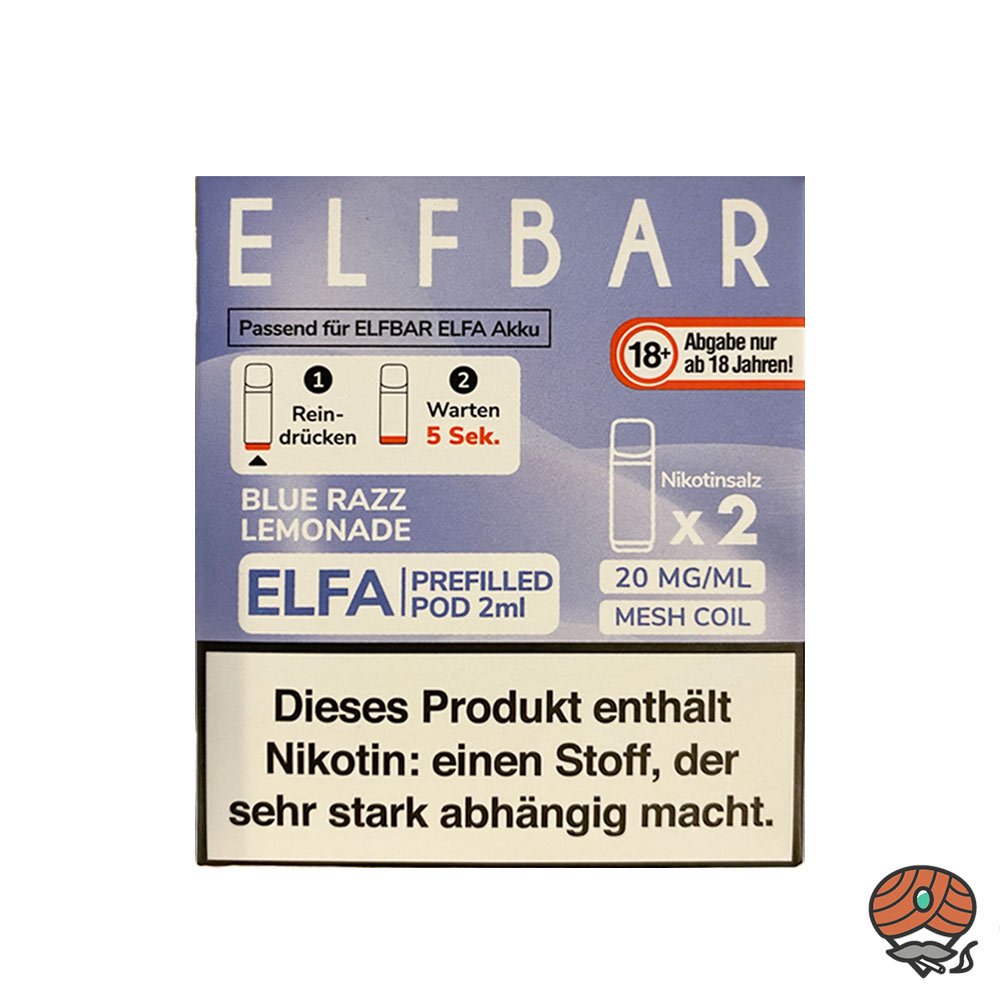 ELFBAR
Passend für ELFBAR ELFA Akku
18+
Abgabe nur
ab 18 Jahren!
1
Rein-
drücken
2
Warten
5 Sek.
BLUE RAZZ
LEMONADE
Nikotinsalz
x 2
ELFA
PREFILLED
POD 2ml
20 MG/ML
MESH COIL
Dieses Produkt enthält
Nikotin: einen Stoff, der
sehr stark abhängig macht.